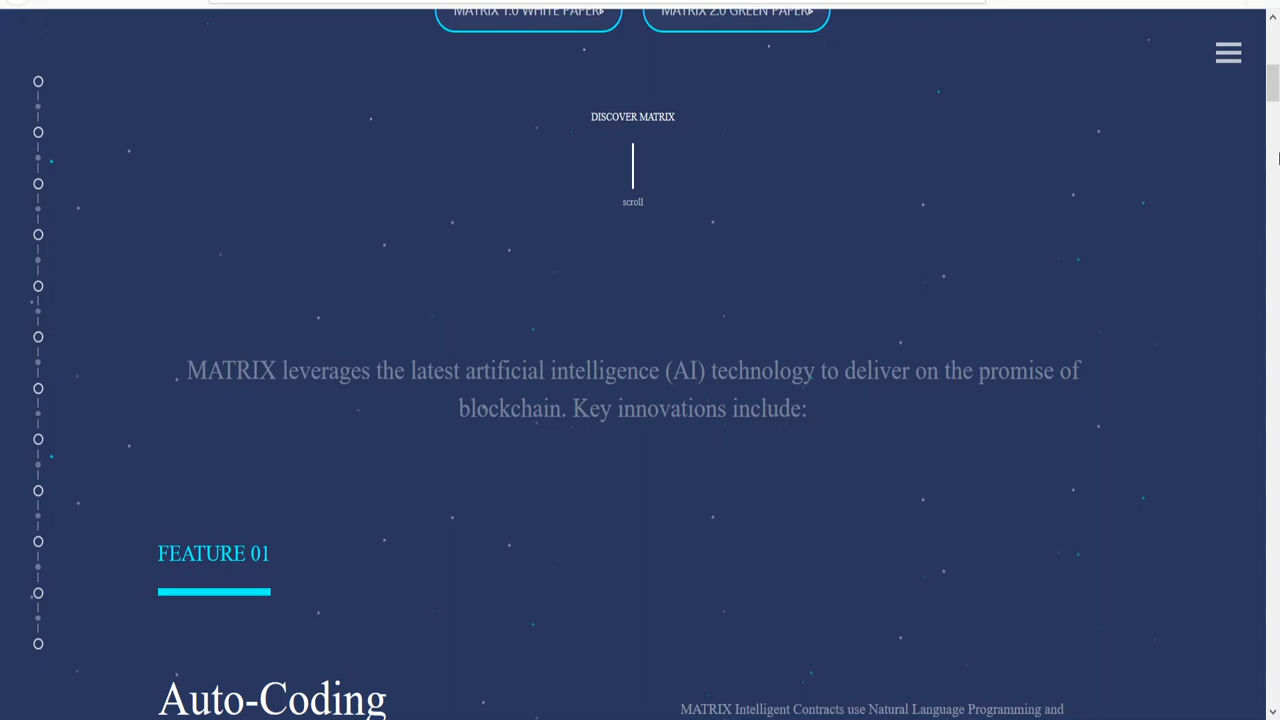 MATRIX 1.0 WHITE PAPER
MATRIX 2.0 GREEN PAPER
DISCOVER MATRIX
scroll
MATRIX leverages the latest artificial intelligence (AI) technology to deliver on the promise of
blockchain. Key innovations include:
FEATURE 01
Auto-Coding
MATRIX Intelligent Contracts use Natural Language Programming and